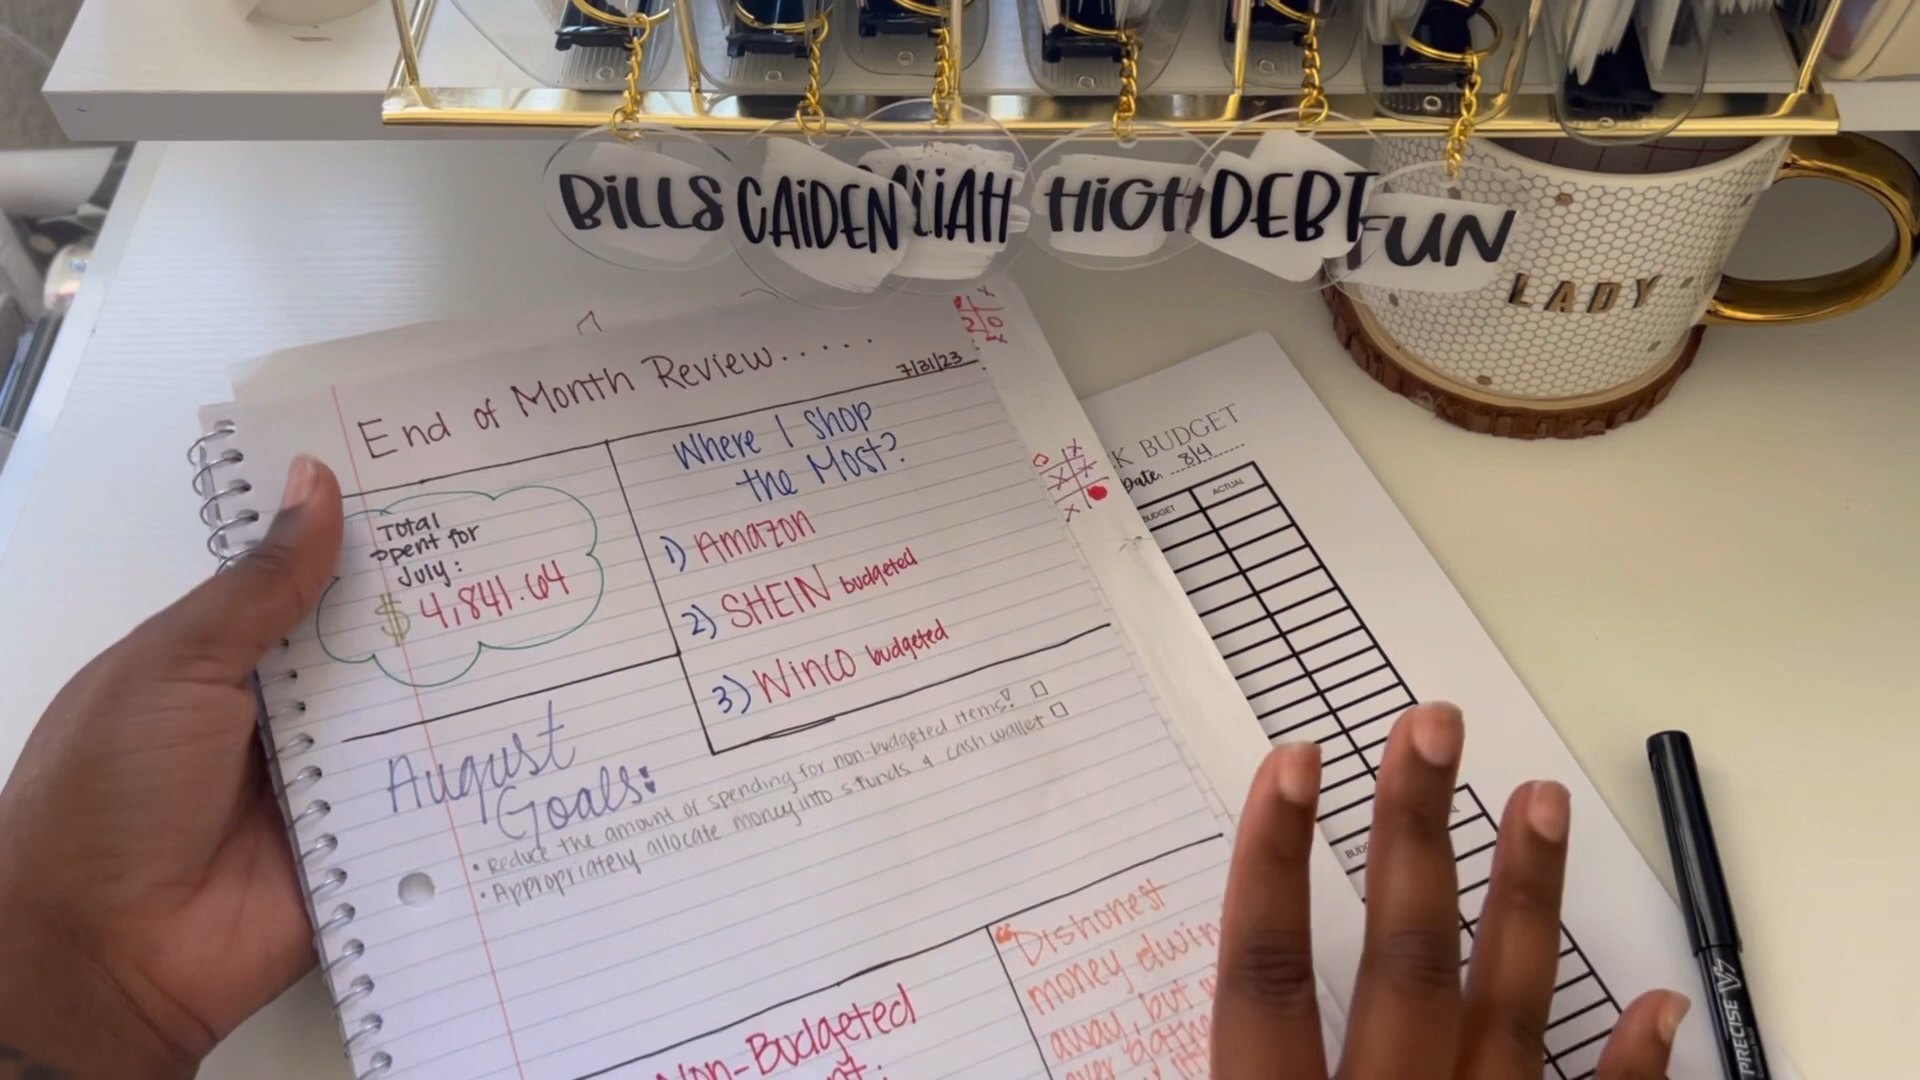 BILLS CAIDEN LIAH HIGH DEBT FUN
LADY
End of Month Review.....
7/31/23
Total
spent for
July:
$ 4,841.64
Where I Shop
the Most?
1) Amazon
2) SHEIN budgeted
3) Winco budgeted
August
Goals:
• Reduce the amount of spending for non-budgeted items! □
• Appropriately allocate money into s funds & cash wallet □
Non-Budgeted
"Dishonest
money dwin
away, but
K BUDGET
Date: 8/4
BUDGET ACTUAL
PRECISE V7